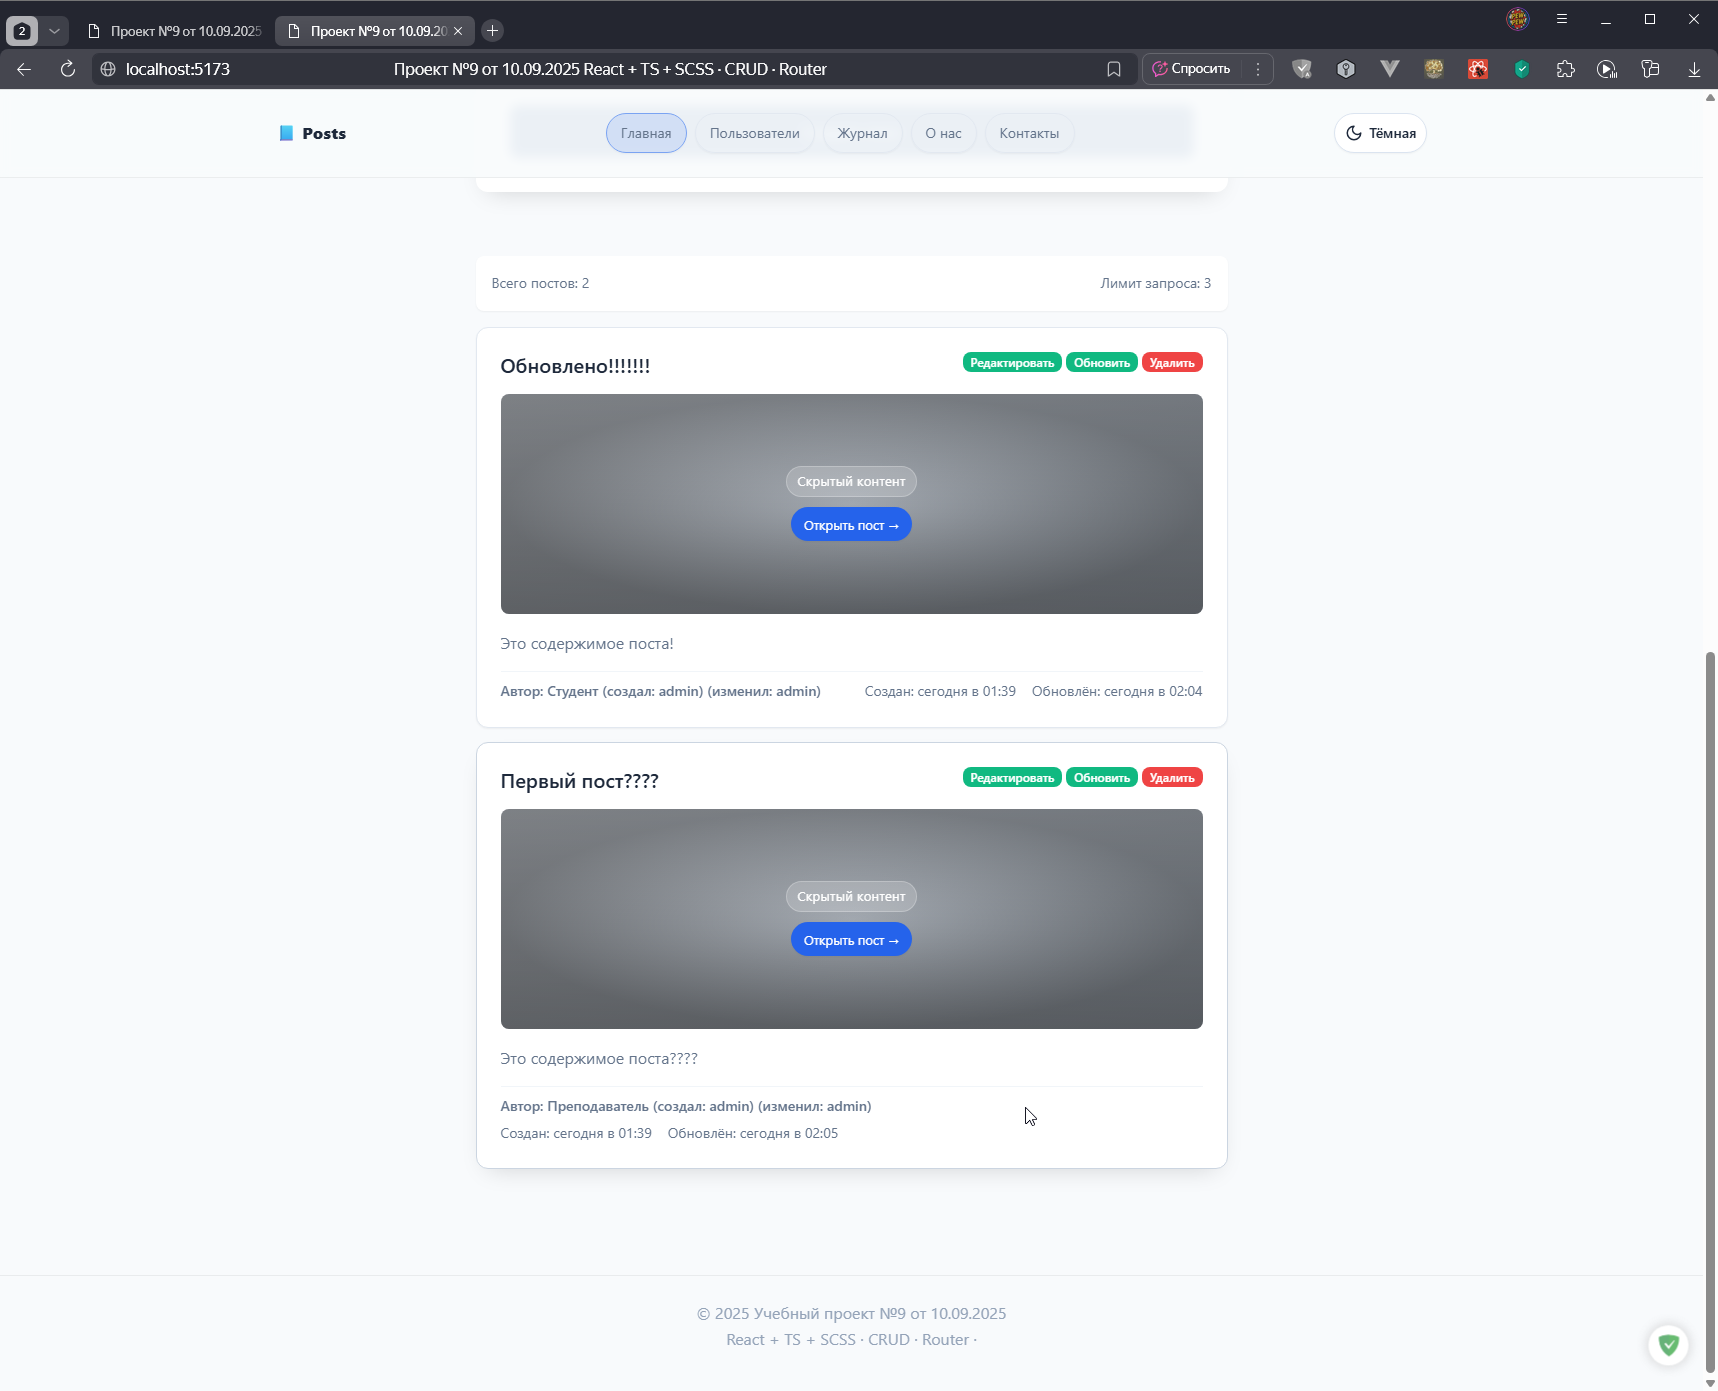 2
Проект №9 от 10.09.2025
Проект №9 от 10.09.20
localhost:5173
Проект №9 от 10.09.2025 React + TS + SCSS · CRUD · Router
Спросить
Posts
Главная
Пользователи
Журнал
О нас
Контакты
Тёмная
Всего постов: 2
Лимит запроса: 3
Обновлено!!!!!!!
Редактировать
Обновить
Удалить
Скрытый контент
Открыть пост →
Это содержимое поста!
Автор: Студент (создал: admin) (изменил: admin)
Создан: сегодня в 01:39
Обновлён: сегодня в 02:04
Первый пост????
Редактировать
Обновить
Удалить
Скрытый контент
Открыть пост →
Это содержимое поста????
Автор: Преподаватель (создал: admin) (изменил: admin)
Создан: сегодня в 01:39
Обновлён: сегодня в 02:05
© 2025 Учебный проект №9 от 10.09.2025
React + TS + SCSS · CRUD · Router ·